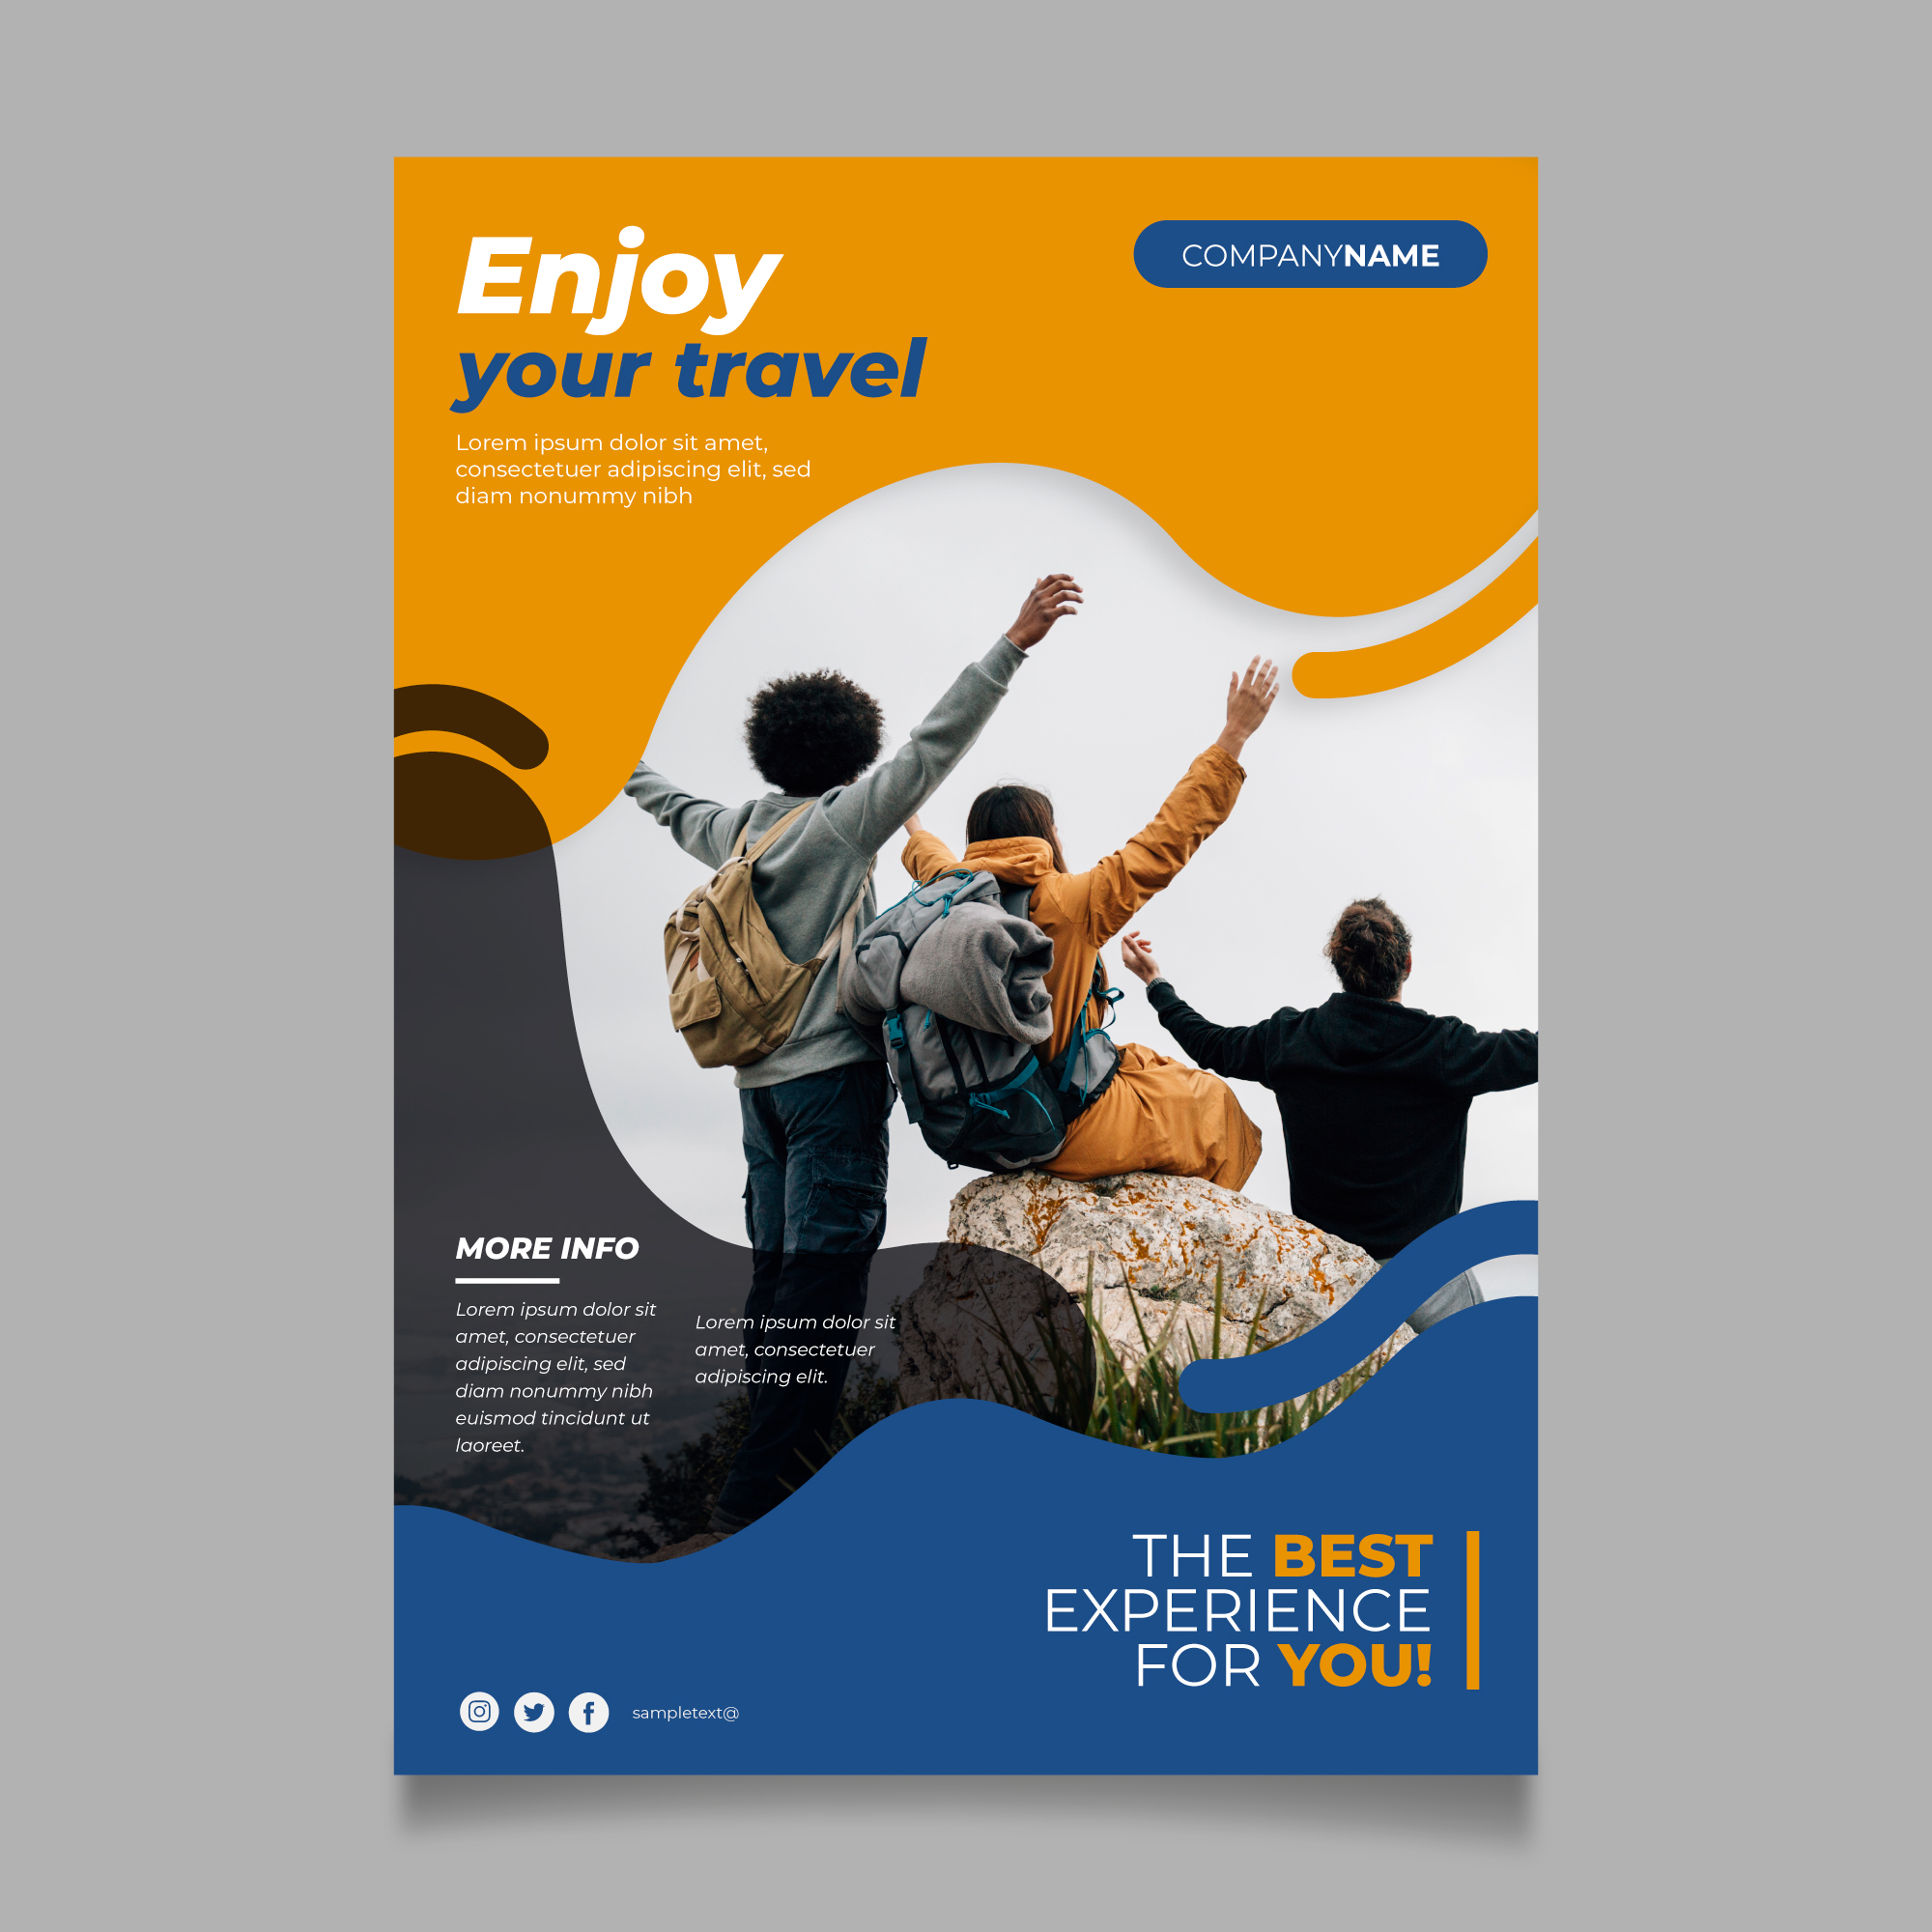 Enjoy
your travel
COMPANYNAME
Lorem ipsum dolor sit amet,
consectetuer adipiscing elit, sed
diam nonummy nibh
MORE INFO
Lorem ipsum dolor sit
amet, consectetuer
adipiscing elit, sed
diam nonummy nibh
euismod tincidunt ut
laoreet.
Lorem ipsum dolor sit
amet, consectetuer
adipiscing elit.
THE BEST
EXPERIENCE
FOR YOU!
sampletext@